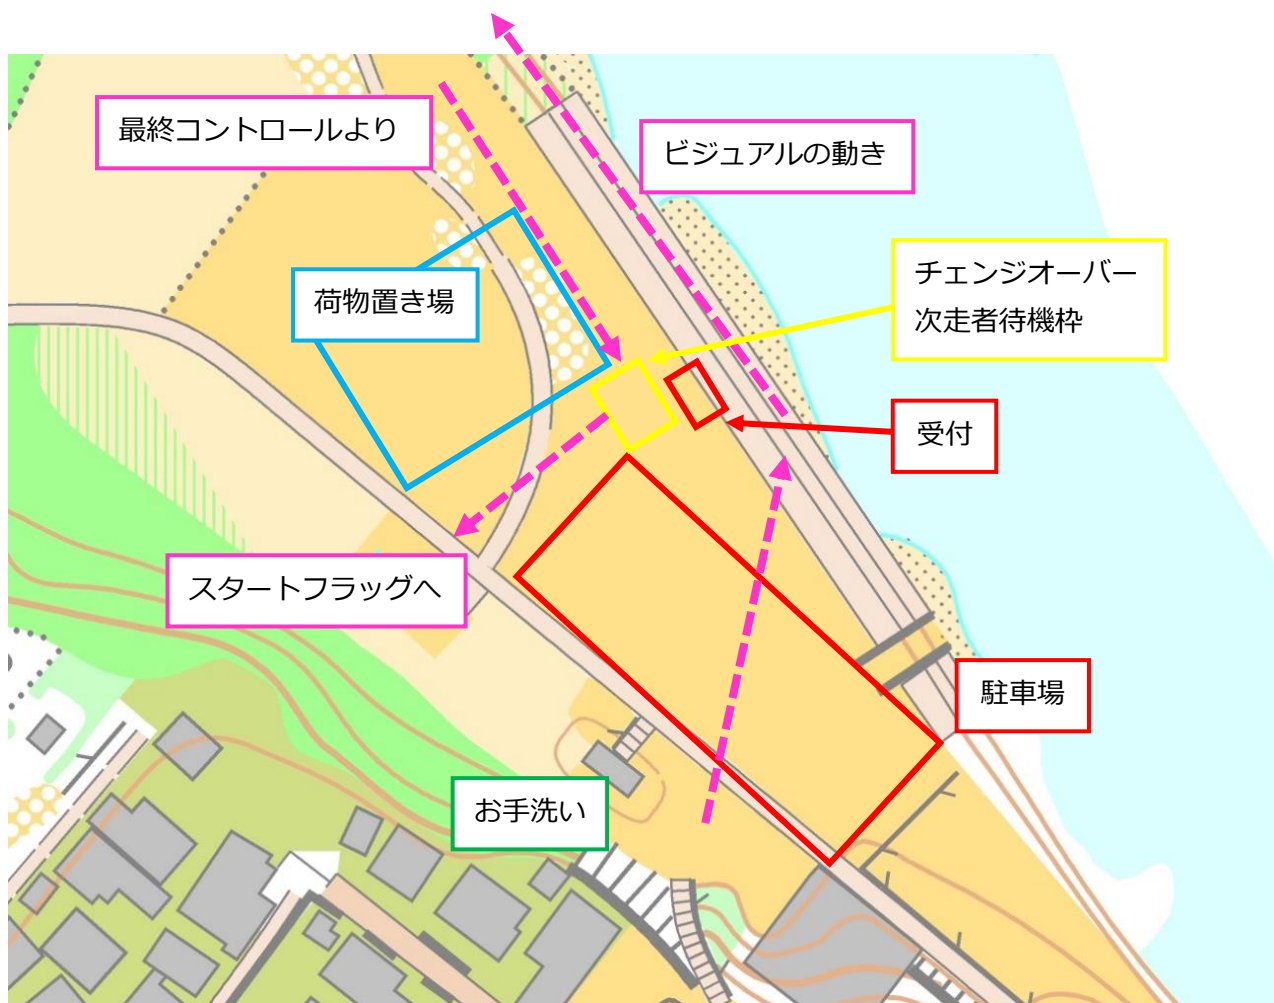 最終コントロールより
ビジュアルの動き
荷物置き場
チェンジオーバー
次走者待機枠
受付
スタートフラッグへ
駐車場
お手洗い